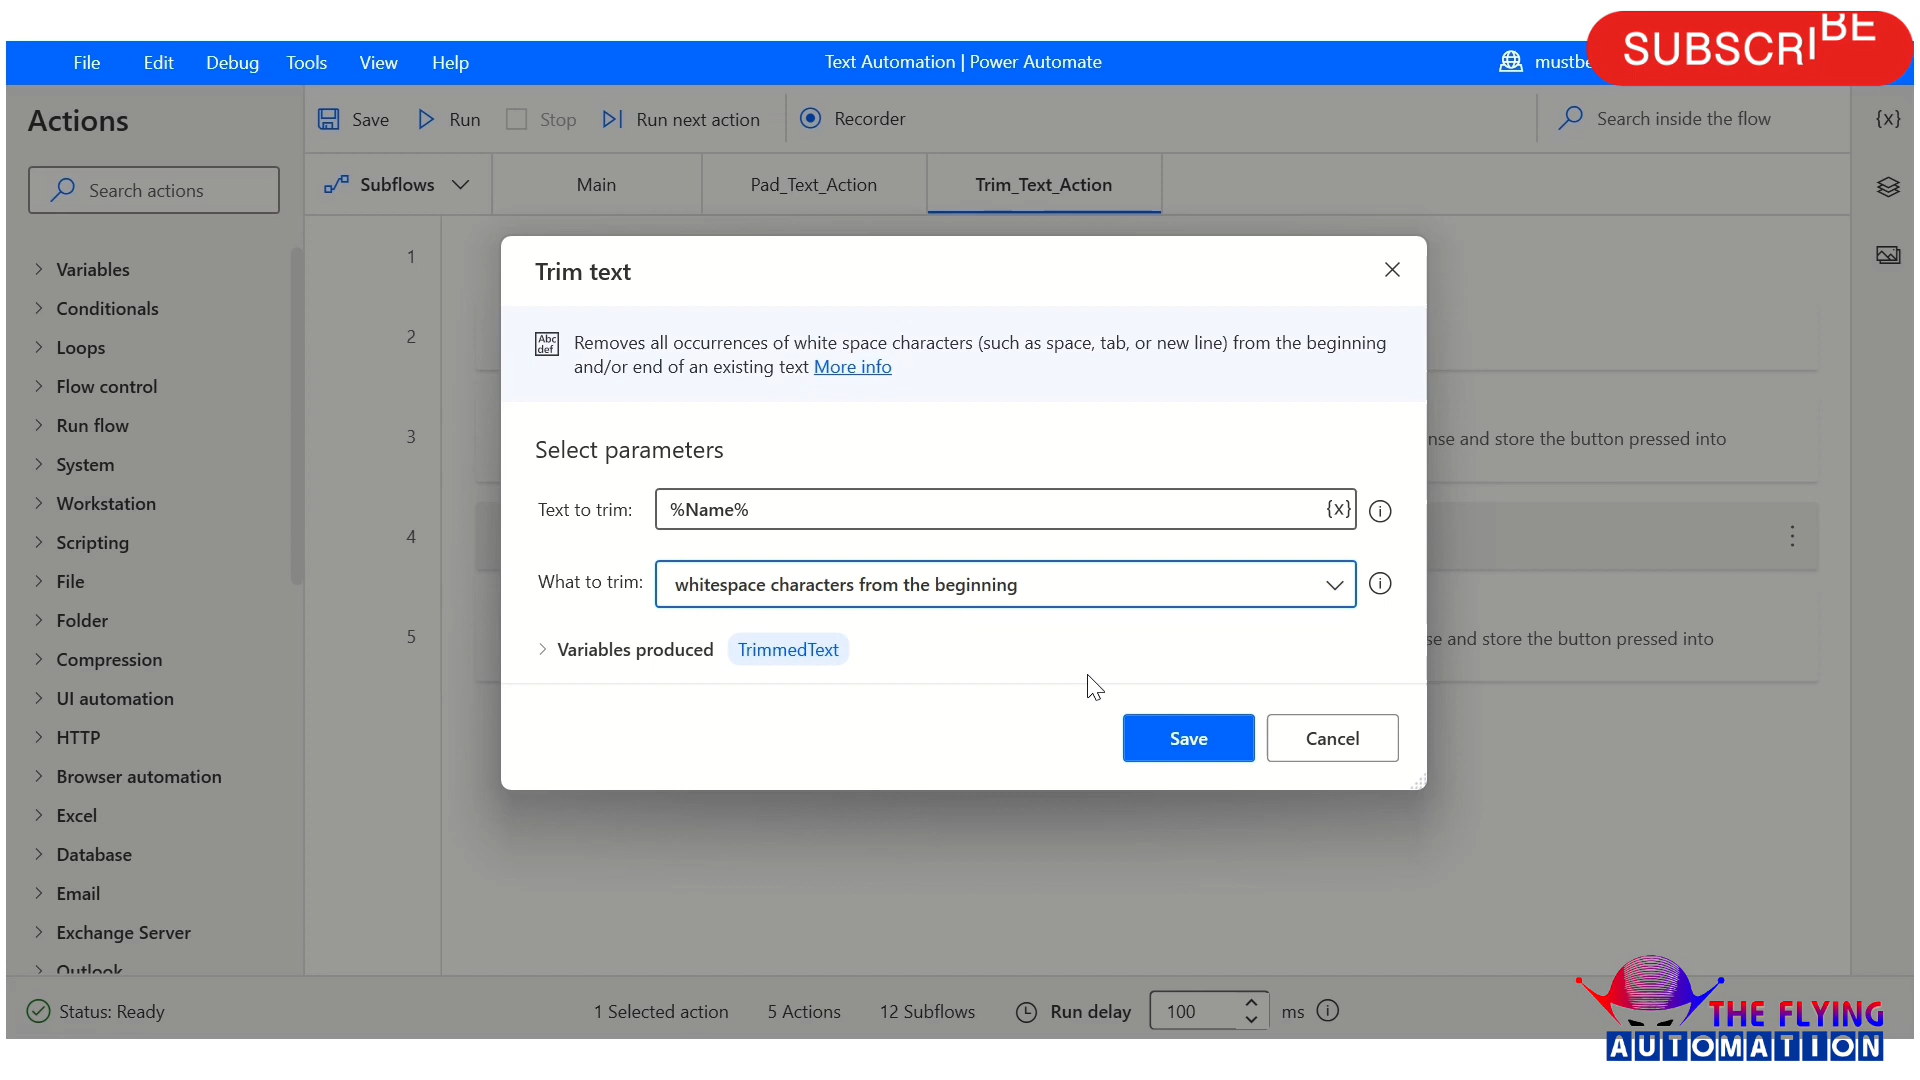 SUBSCRIBE
File Edit Debug Tools View Help Text Automation | Power Automate mustbe
Actions
Save Run Stop Run next action Recorder Search inside the flow {x}
Search actions
Subflows Main Pad_Text_Action Trim_Text_Action
Variables
Conditionals
Loops
Flow control
Run flow
System
Workstation
Scripting
File
Folder
Compression
UI automation
HTTP
Browser automation
Excel
Database
Email
Exchange Server
Outlook
1
2
3
4
5
nse and store the button pressed into
se and store the button pressed into
Trim text
Abc
def
Removes all occurrences of white space characters (such as space, tab, or new line) from the beginning
and/or end of an existing text More info
Select parameters
Text to trim: %Name% {x}
What to trim: whitespace characters from the beginning
Variables produced TrimmedText
Save Cancel
Status: Ready 1 Selected action 5 Actions 12 Subflows Run delay 100 ms
THE FLYING
AUTOMATION